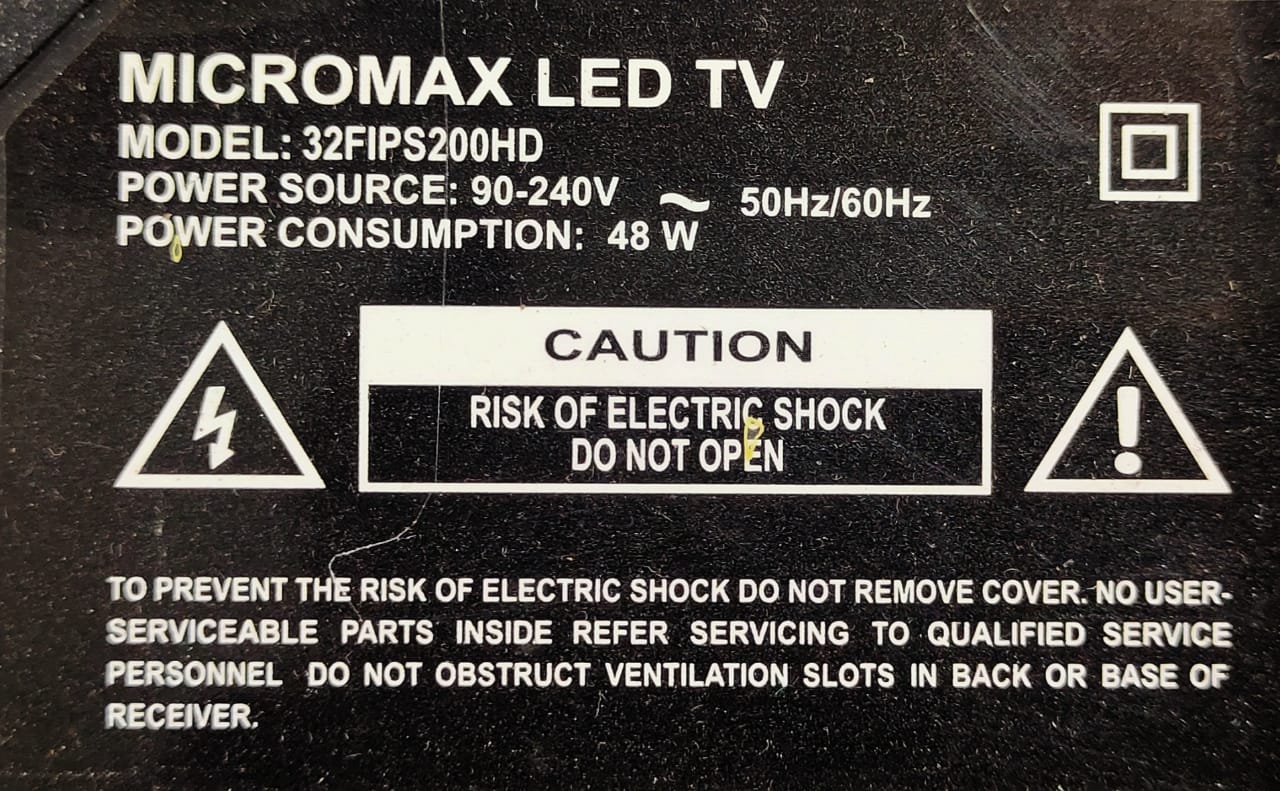 MICROMAX LED TV
MODEL: 32FIPS200HD
POWER SOURCE: 90-240V ~ 50Hz/60Hz
POWER CONSUMPTION: 48 W
CAUTION
RISK OF ELECTRIC SHOCK
DO NOT OPEN
TO PREVENT THE RISK OF ELECTRIC SHOCK DO NOT REMOVE COVER. NO USER-
SERVICEABLE PARTS INSIDE REFER SERVICING TO QUALIFIED SERVICE
PERSONNEL DO NOT OBSTRUCT VENTILATION SLOTS IN BACK OR BASE OF
RECEIVER.